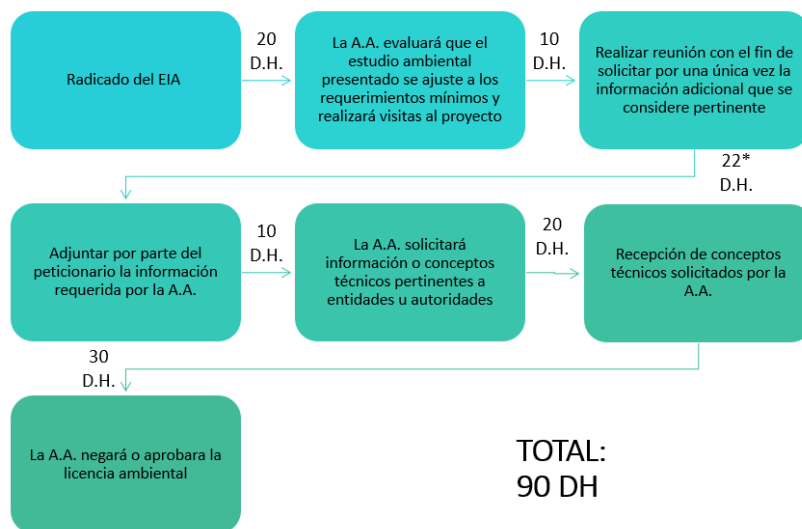 Radicado del EIA
20
D.H.
La A.A. evaluará que el
estudio ambiental
presentado se ajuste a los
requerimientos mínimos y
realizará visitas al proyecto
10
D.H.
Realizar reunión con el fin de
solicitar por una única vez la
información adicional que se
considere pertinente
22*
D.H.
Adjuntar por parte del
peticionario la información
requerida por la A.A.
10
D.H.
La A.A. solicitará
información o conceptos
técnicos pertinentes a
entidades u autoridades
20
D.H.
Recepción de conceptos
técnicos solicitados por la
A.A.
30
D.H.
La A.A. negará o aprobara la
licencia ambiental
TOTAL:
90 DH